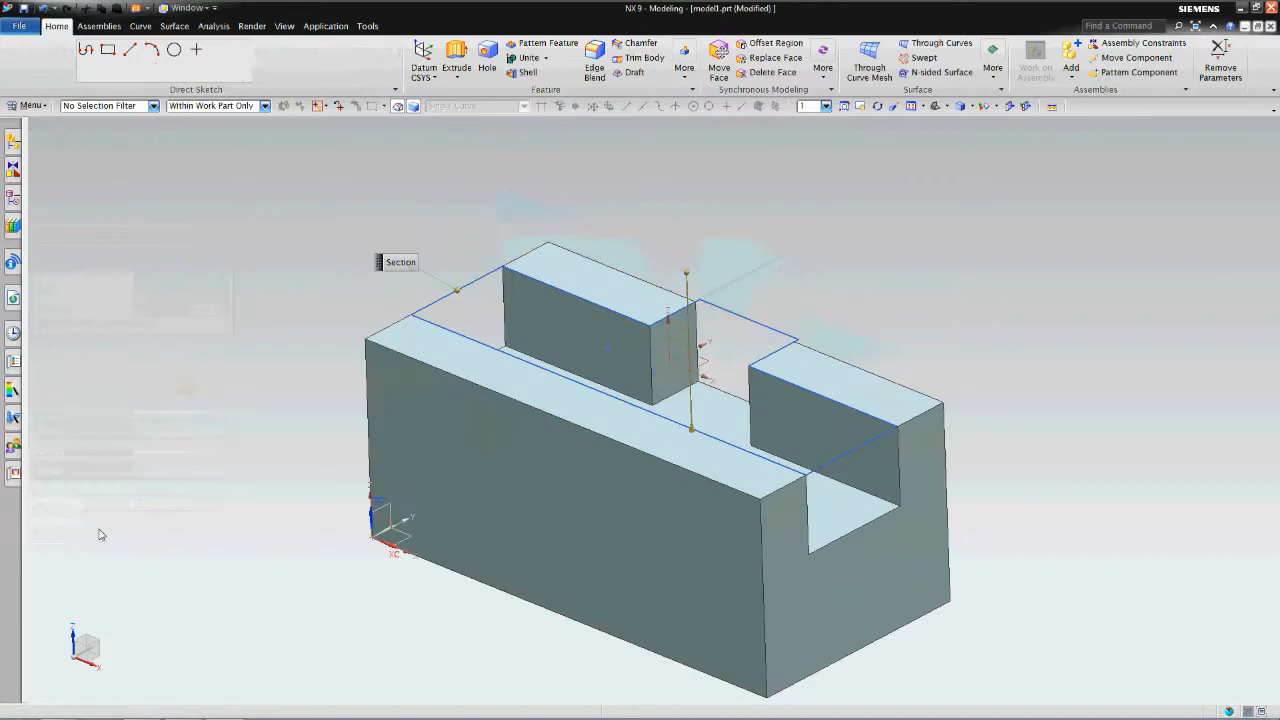 Window
NX 9 - Modeling - [model1.prt (Modified) ]
SIEMENS
File
Home
Assemblies
Curve
Surface
Analysis
Render
View
Application
Tools
Find a Command
Datum CSYS
Extrude
Hole
Pattern Feature
Unite
Shell
Edge Blend
Chamfer
Trim Body
Draft
More
Move Face
Offset Region
Replace Face
Delete Face
More
Through Curve Mesh
Through Curves
Swept
N-sided Surface
More
Work on Assembly
Add
Assembly Constraints
Move Component
Pattern Component
Remove Parameters
Direct Sketch
Feature
Synchronous Modeling
Surface
Assemblies
Menu
No Selection Filter
Within Work Part Only
1
Section
Y
XC
Z
X